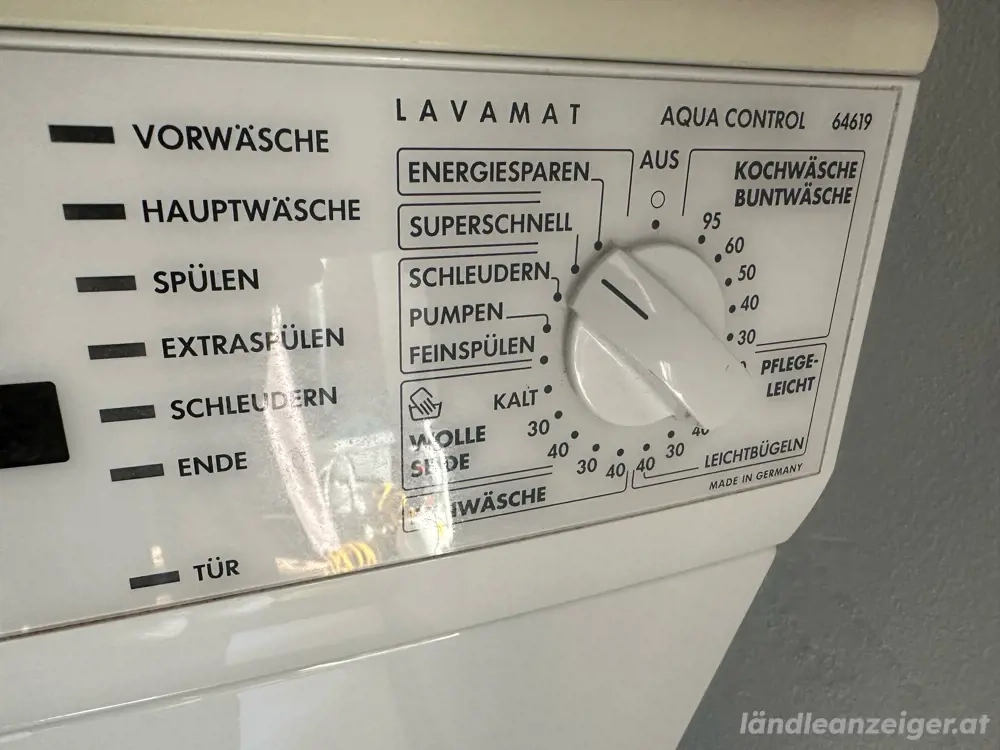 LAVAMAT
AQUA CONTROL 64619
VORWÄSCHE
HAUPTWÄSCHE
SPÜLEN
EXTRASPÜLEN
SCHLEUDERN
ENDE
TÜR
ENERGIESPAREN
SUPERSCHNELL
SCHLEUDERN
PUMPEN
FEINSPÜLEN
KALT
30
40
WOLLE
SEIDE
30
40
AUS
KOCHWÄSCHE
BUNTWÄSCHE
95
60
50
40
30
PFLEGE-
LEICHT
40
30
40
LEICHTBÜGELN
MADE IN GERMANY
ländleanzeiger.at